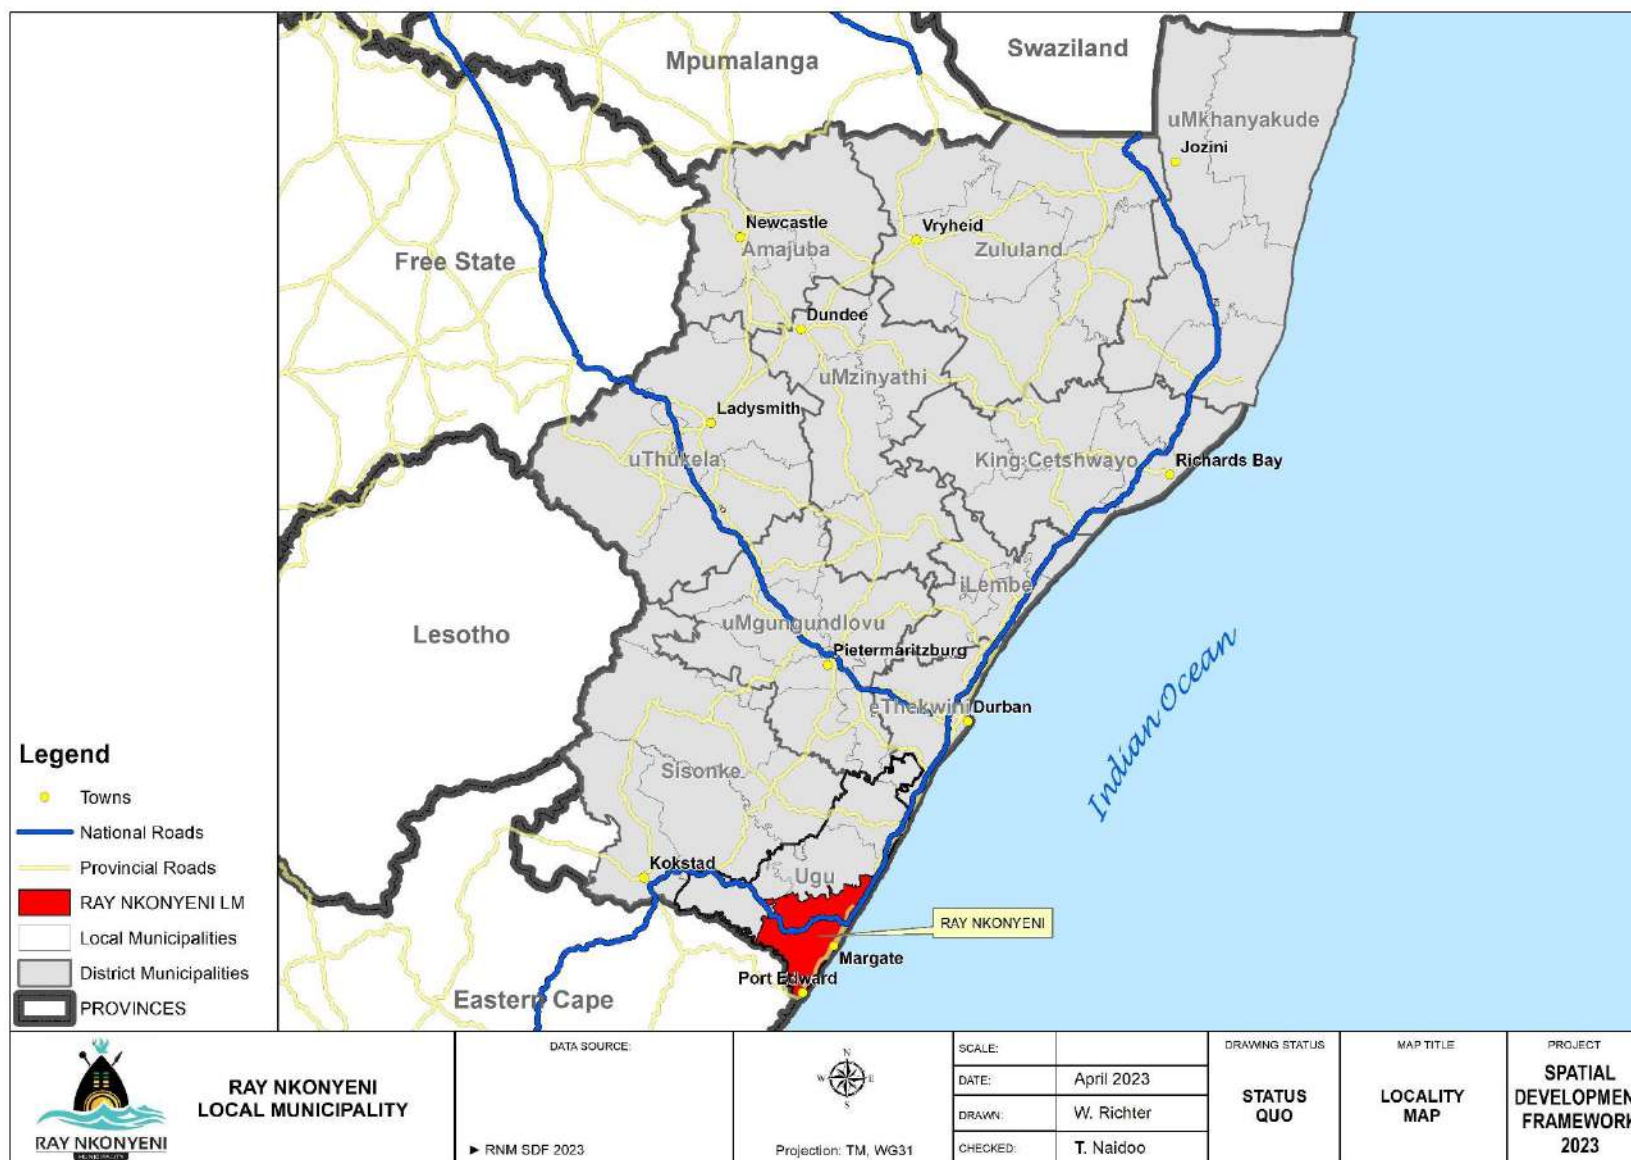 Swaziland
Mpumalanga
uMkhanyakude
Jozini
Newcastle
Amajuba
Vryheid
Zululand
Free State
Dundee
uMzinyathi
Ladysmith
uThukela
King Cetshwayo
Richards Bay
iLembe
uMgungundlovu
Lesotho
Pietermaritzburg
eThekwini
Durban
Indian Ocean
Sisonke
Kokstad
Ugu
RAY NKONYENI
Margate
Port Edward
Eastern Cape
Legend
Towns
National Roads
Provincial Roads
RAY NKONYENI LM
Local Municipalities
District Municipalities
PROVINCES
RAY NKONYENI
MUNICIPALITY
RAY NKONYENI
LOCAL MUNICIPALITY
DATA SOURCE:
► RNM SDF 2023
N
W E
S
Projection: TM, WG31
SCALE:
DATE: April 2023
DRAWN: W. Richter
CHECKED: T. Naidoo
DRAWING STATUS
STATUS
QUO
MAP TITLE
LOCALITY
MAP
PROJECT
SPATIAL
DEVELOPMEN
FRAMEWORK
2023